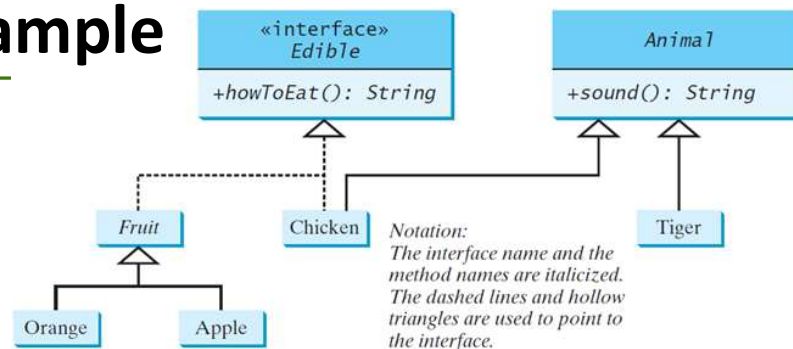 ample
«interface»
Edible
+howToEat(): String
Animal
+sound(): String
Fruit
Chicken
Tiger
Notation:
The interface name and the
method names are italicized.
The dashed lines and hollow
triangles are used to point to
the interface.
Orange
Apple